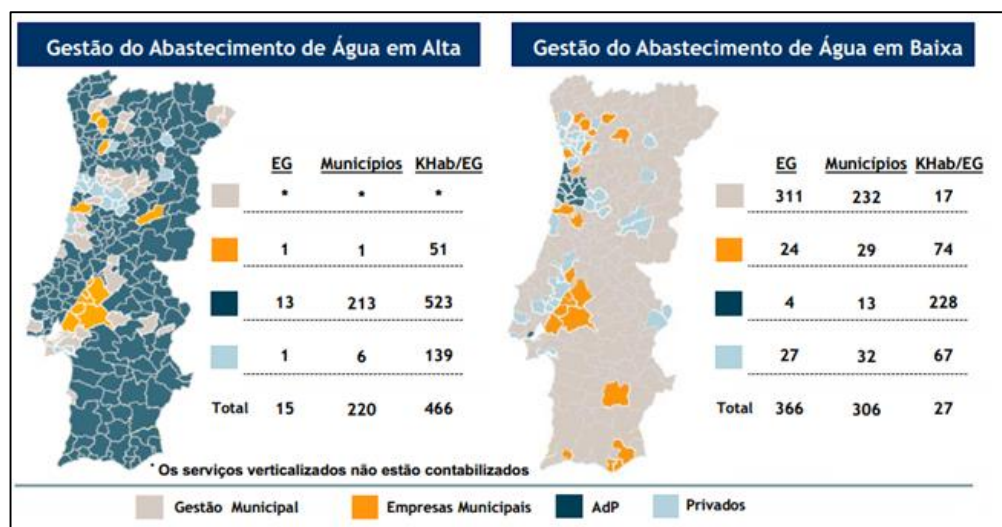 Gestão do Abastecimento de Água em Alta
EG Municípios KHab/EG
* * *
1 1 51
13 213 523
1 6 139
Total 15 220 466
* Os serviços verticalizados não estão contabilizados
Gestão do Abastecimento de Água em Baixa
EG Municípios KHab/EG
311 232 17
24 29 74
4 13 228
27 32 67
Total 366 306 27
Gestão Municipal Empresas Municipais AdP Privados